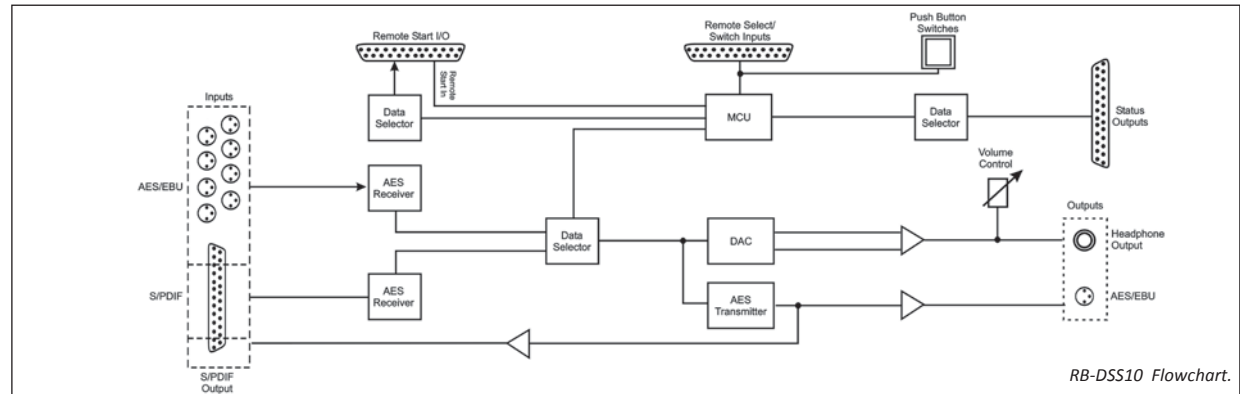 Remote Start I/O
Remote Select/
Switch Inputs
Push Button
Switches
Remote
Start In
Inputs
Data
Selector
MCU
Data
Selector
Status
Outputs
Volume
Control
AES/EBU
AES
Receiver
Outputs
Data
Selector
DAC
Headphone
Output
S/PDIF
AES
Receiver
AES
Transmitter
AES/EBU
S/PDIF
Output
RB-DSS10 Flowchart.